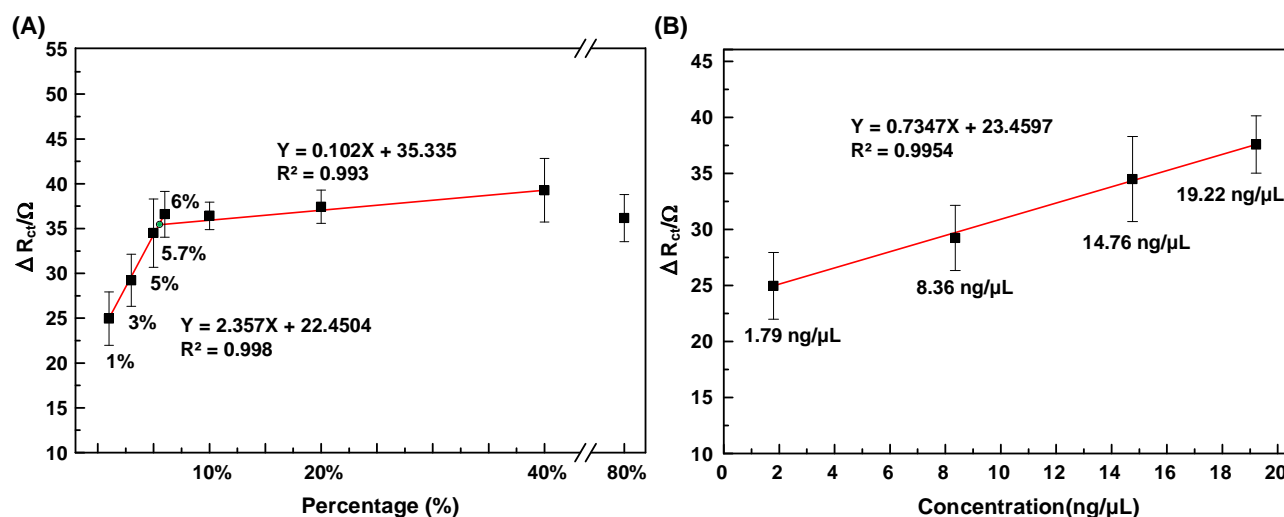 (A)
55
50
45
40
35
30
25
20
15
10
Δ R_ct/Ω
Y = 0.102X + 35.335
R² = 0.993
6%
5.7%
5%
3%
1%
Y = 2.357X + 22.4504
R² = 0.998
10% 20% 40% 80%
Percentage (%)
(B)
45
40
35
30
25
20
15
10
Δ R_ct/Ω
Y = 0.7347X + 23.4597
R² = 0.9954
19.22 ng/µL
14.76 ng/µL
8.36 ng/µL
1.79 ng/µL
0 2 4 6 8 10 12 14 16 18 20
Concentration(ng/µL)